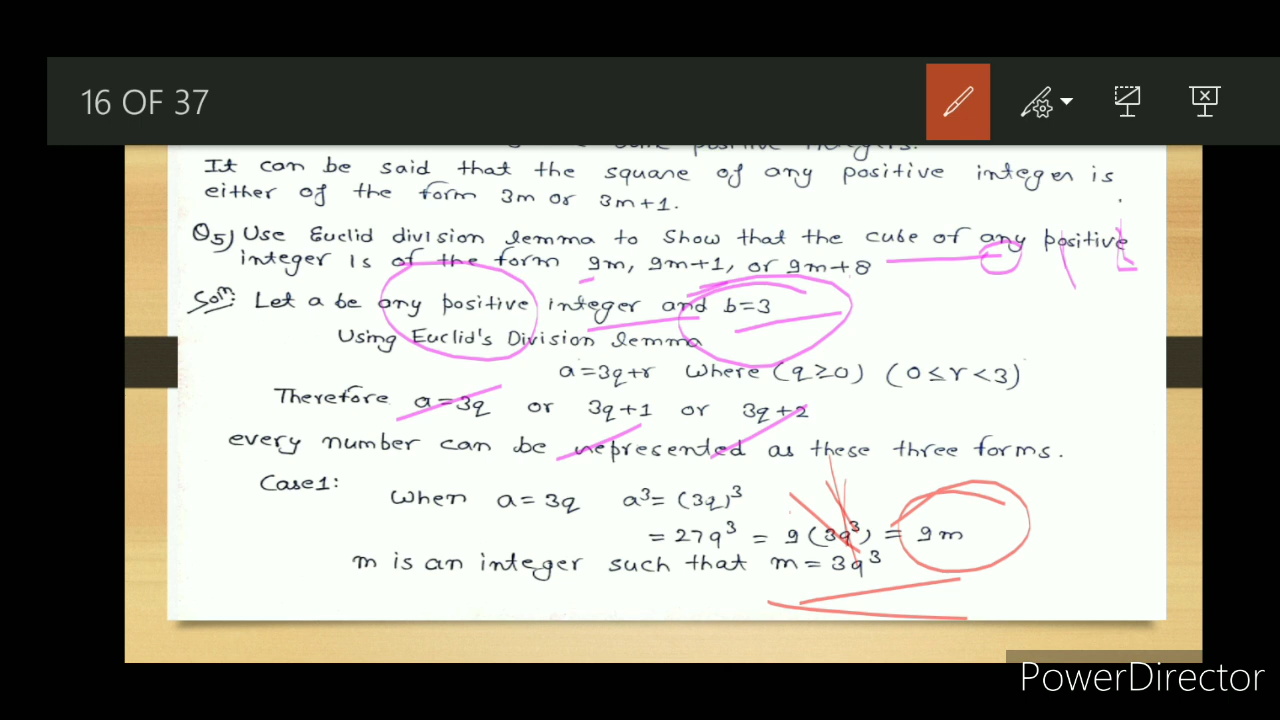 16 OF 37
It can be said that the square of any positive integer is
either of the form 3m or 3m+1.
Q5) Use Euclid division lemma to show that the cube of any positive
integer is of the form 9m, 9m+1, or 9m+8
Som: Let a be any positive integer and b=3
Using Euclid's Division lemma
a=3q+r where (q≥0) (0≤r<3)
Therefore a=3q or 3q+1 or 3q+2
every number can be represented as these three forms.
Case1:
When a=3q a³=(3q)³
=27q³ = 9(3q³) = 9m
m is an integer such that m=3q³
PowerDirector